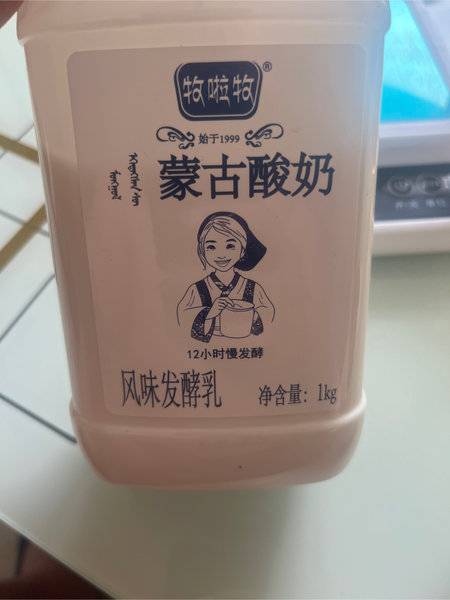 牧啦牧®
始于1999
蒙古酸奶
12小时慢发酵
风味发酵乳
净含量：1kg